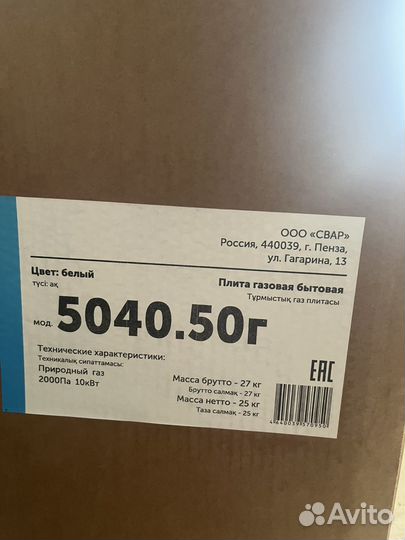 ООО «СВАР»
Россия, 440039, г. Пенза,
ул. Гагарина, 13
Цвет: белый
түсі: ақ
Плита газовая бытовая
Тұрмыстық газ плитасы
мод. 5040.50г
Технические характеристики:
Техникалық сипаттамасы:
Природный газ
2000Па 10кВт
Масса брутто - 27 кг
Брутто салмақ - 27 кг
Масса нетто - 25 кг
Таза салмақ - 25 кг
ЕАС
4640039570930
Avito